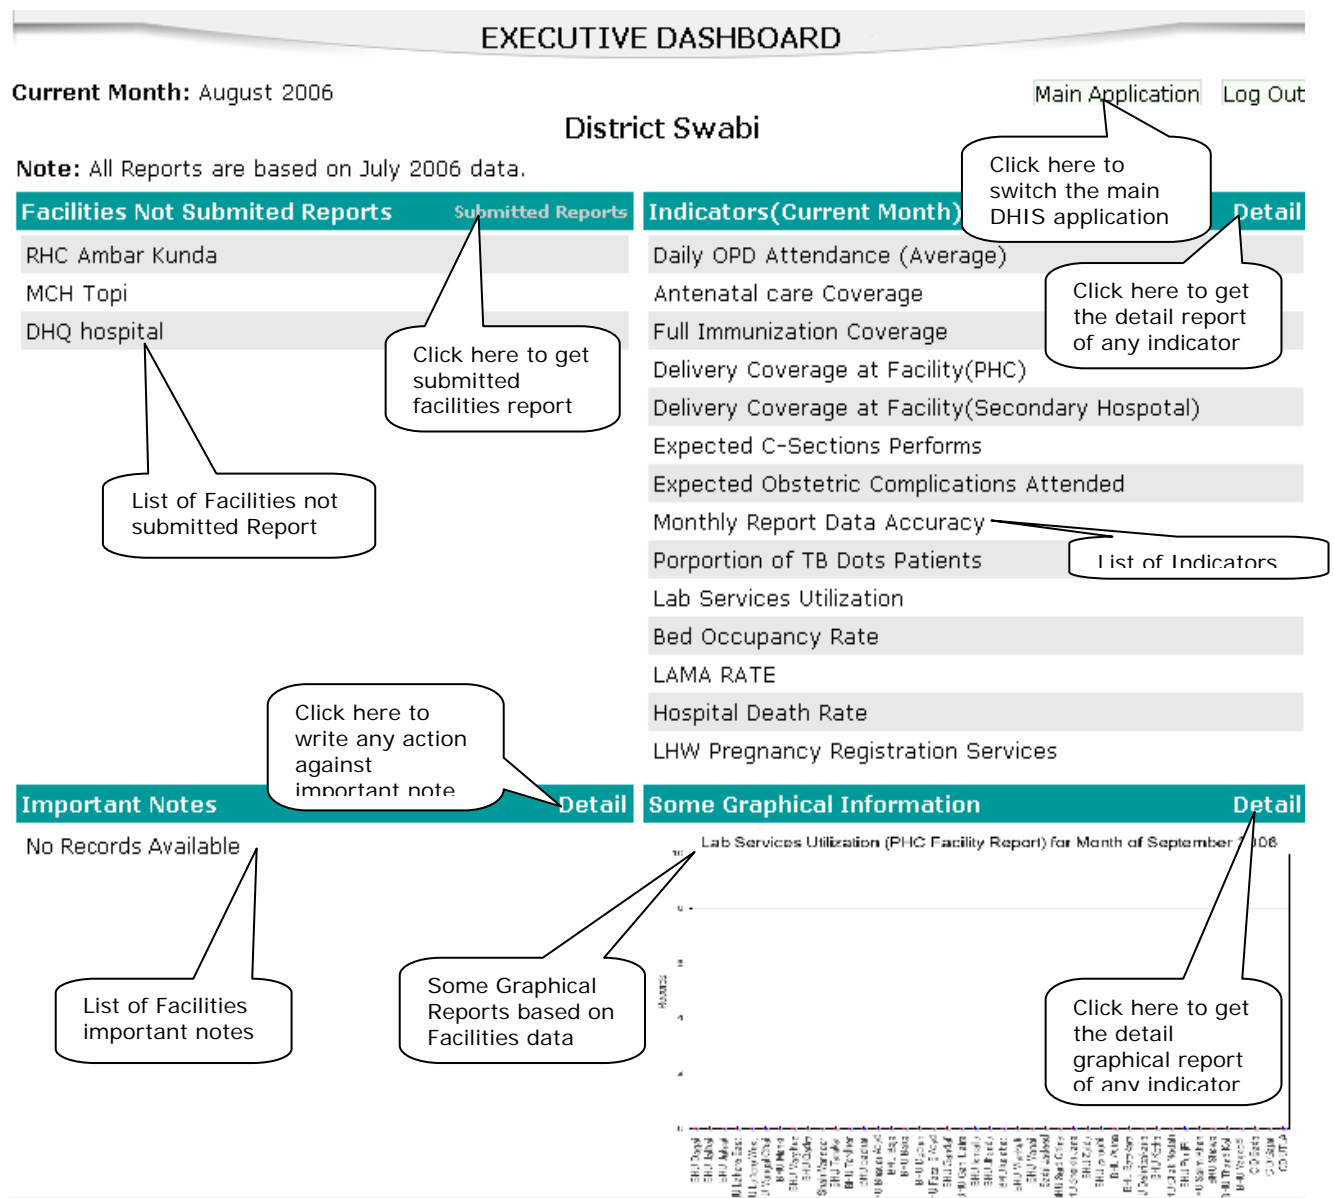 EXECUTIVE DASHBOARD
Current Month: August 2006
Main Application Log Out
District Swabi
Note: All Reports are based on July 2006 data.
Click here to
switch the main
DHIS application
Facilities Not Submited Reports Submitted Reports
RHC Ambar Kunda
MCH Topi
DHQ hospital
Click here to get
submitted
facilities report
List of Facilities not
submitted Report
Indicators(Current Month) Detail
Daily OPD Attendance (Average)
Antenatal care Coverage
Full Immunization Coverage
Delivery Coverage at Facility(PHC)
Delivery Coverage at Facility(Secondary Hospotal)
Expected C-Sections Performs
Expected Obstetric Complications Attended
Monthly Report Data Accuracy
Porportion of TB Dots Patients
Lab Services Utilization
Bed Occupancy Rate
LAMA RATE
Hospital Death Rate
LHW Pregnancy Registration Services
Click here to get
the detail report
of any indicator
List of Indicators
Click here to
write any action
against
important note
Important Notes Detail
No Records Available
List of Facilities
important notes
Some Graphical Information Detail
Lab Services Utilization (PHC Facility Report) for Month of September 2006
Some Graphical
Reports based on
Facilities data
Click here to get
the detail
graphical report
of any indicator